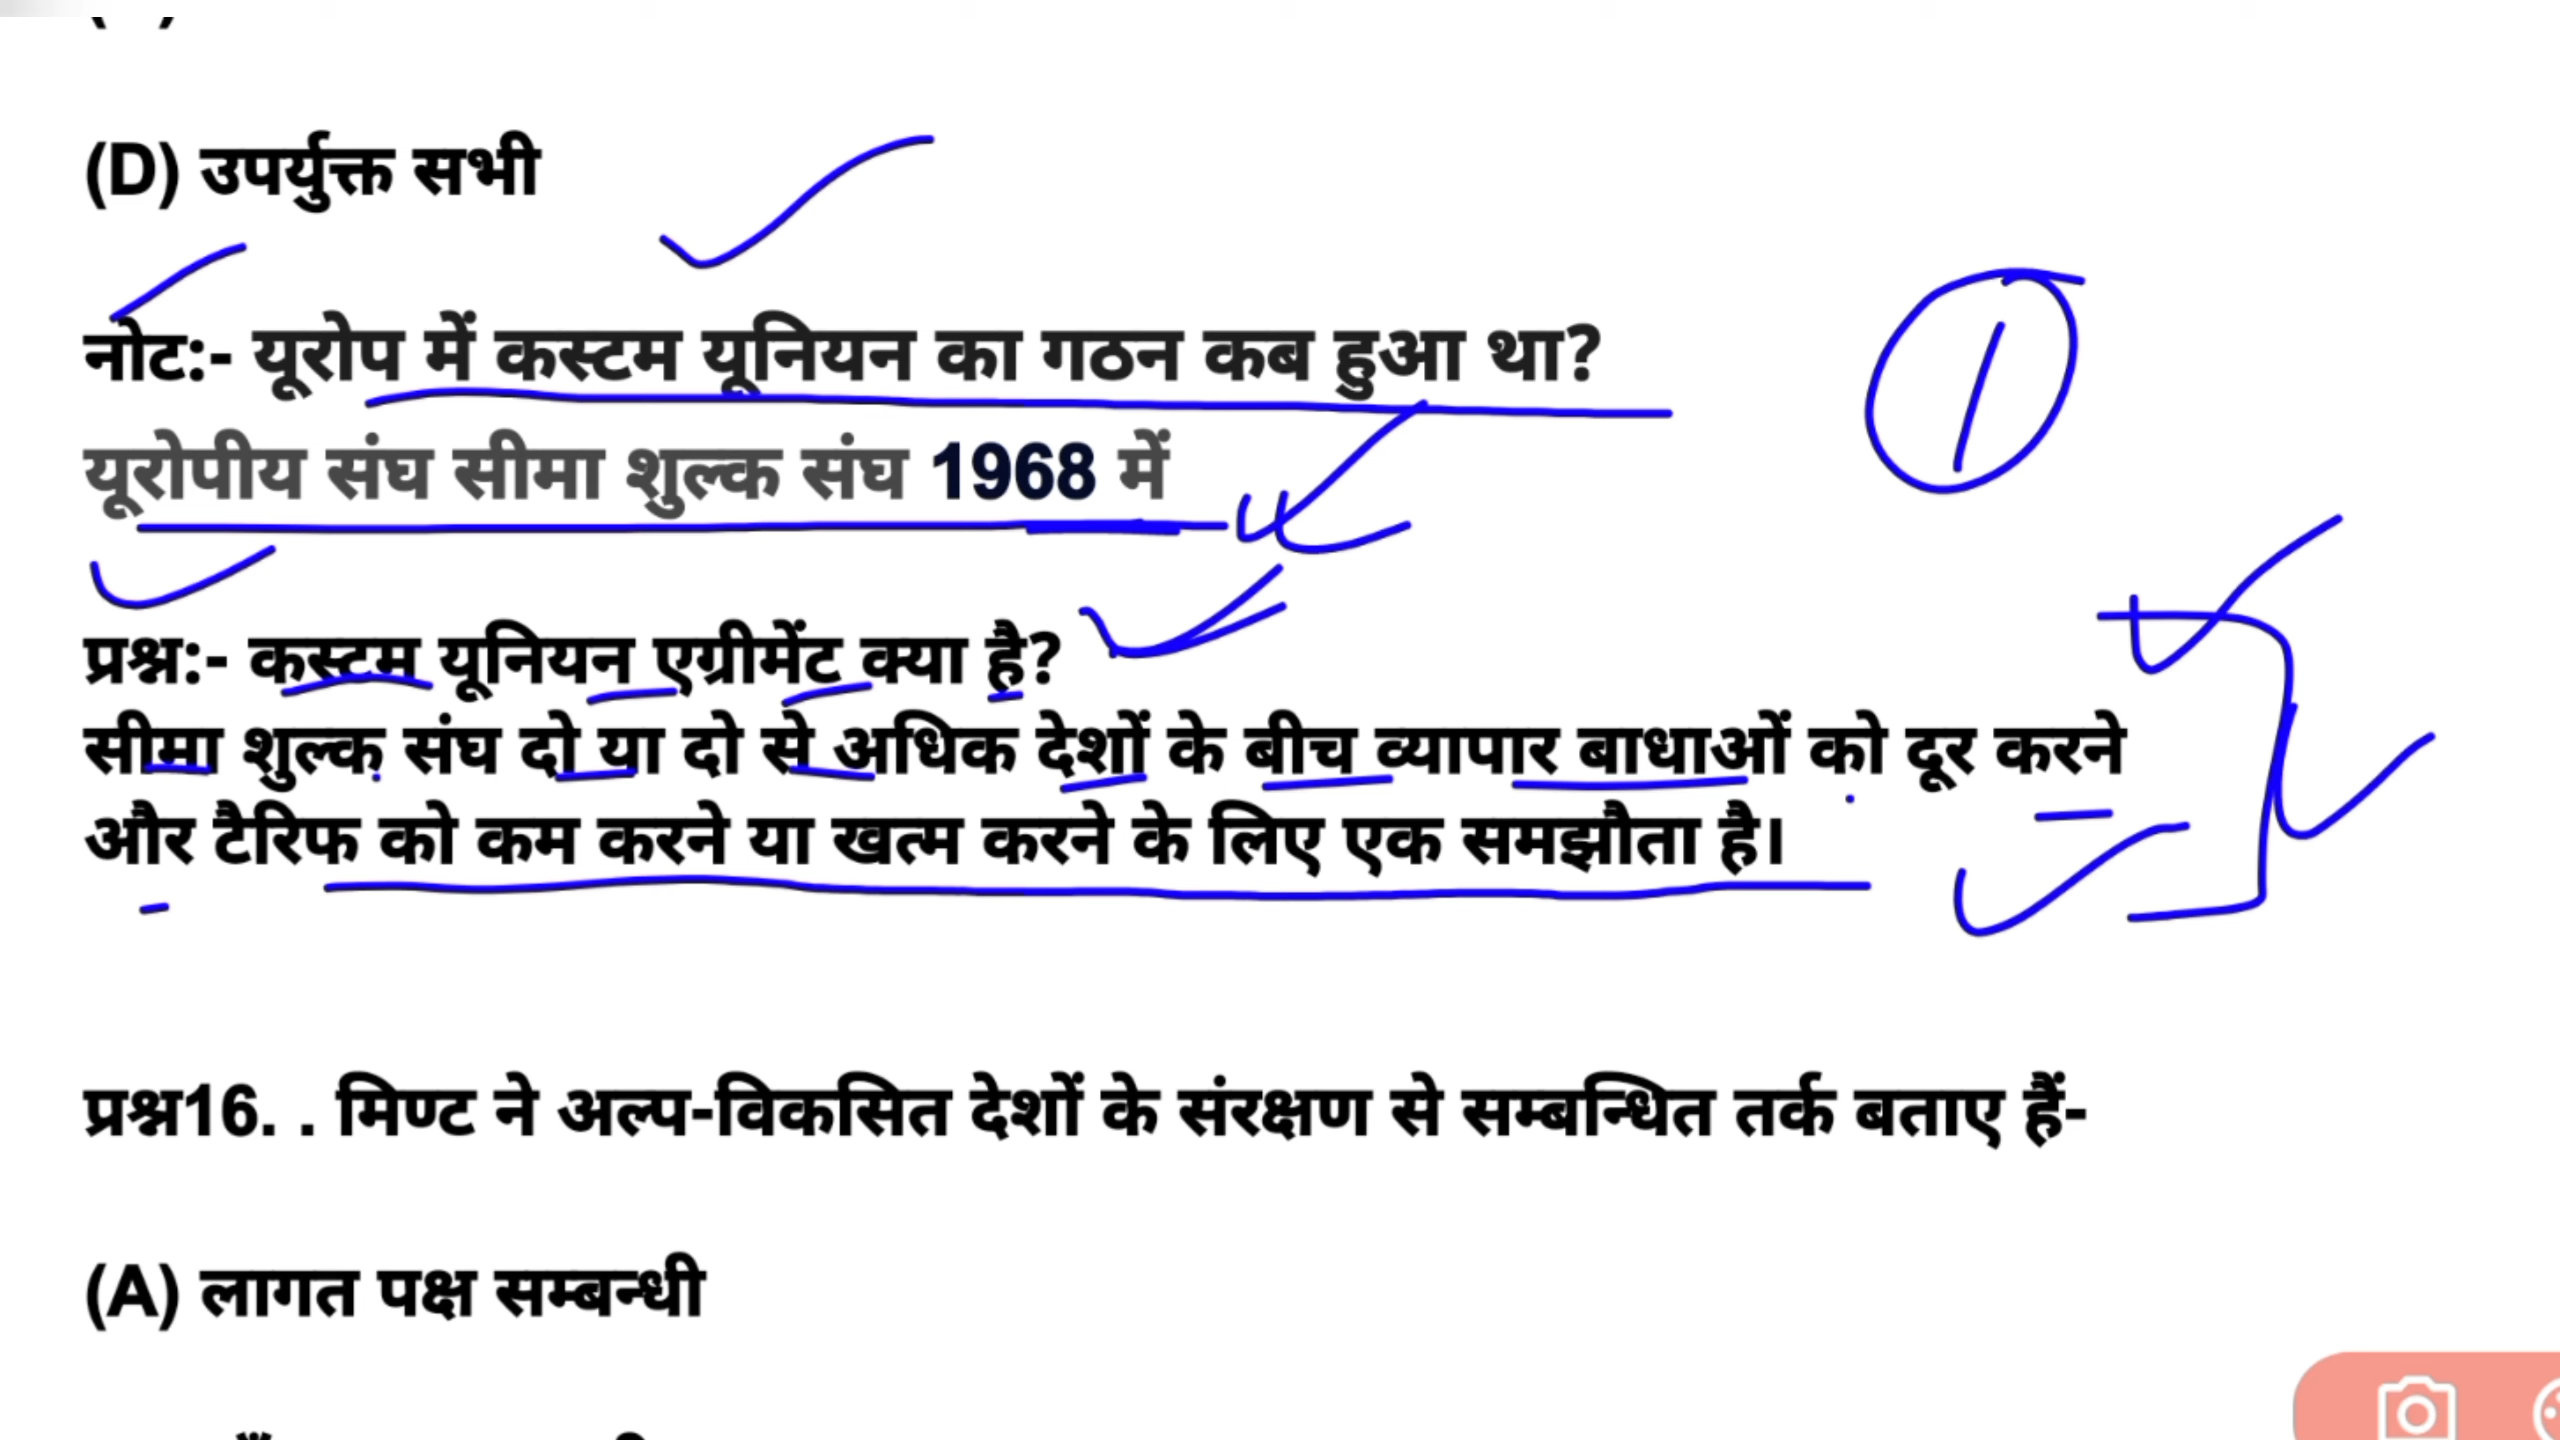 (D) उपर्युक्त सभी
नोट:- यूरोप में कस्टम यूनियन का गठन कब हुआ था?
यूरोपीय संघ सीमा शुल्क संघ 1968 में
1
प्रश्न:- कस्टम यूनियन एग्रीमेंट क्या है?
सीमा शुल्क संघ दो या दो से अधिक देशों के बीच व्यापार बाधाओं को दूर करने
और टैरिफ को कम करने या खत्म करने के लिए एक समझौता है।
प्रश्न16. . मिण्ट ने अल्प-विकसित देशों के संरक्षण से सम्बन्धित तर्क बताए हैं-
(A) लागत पक्ष सम्बन्धी